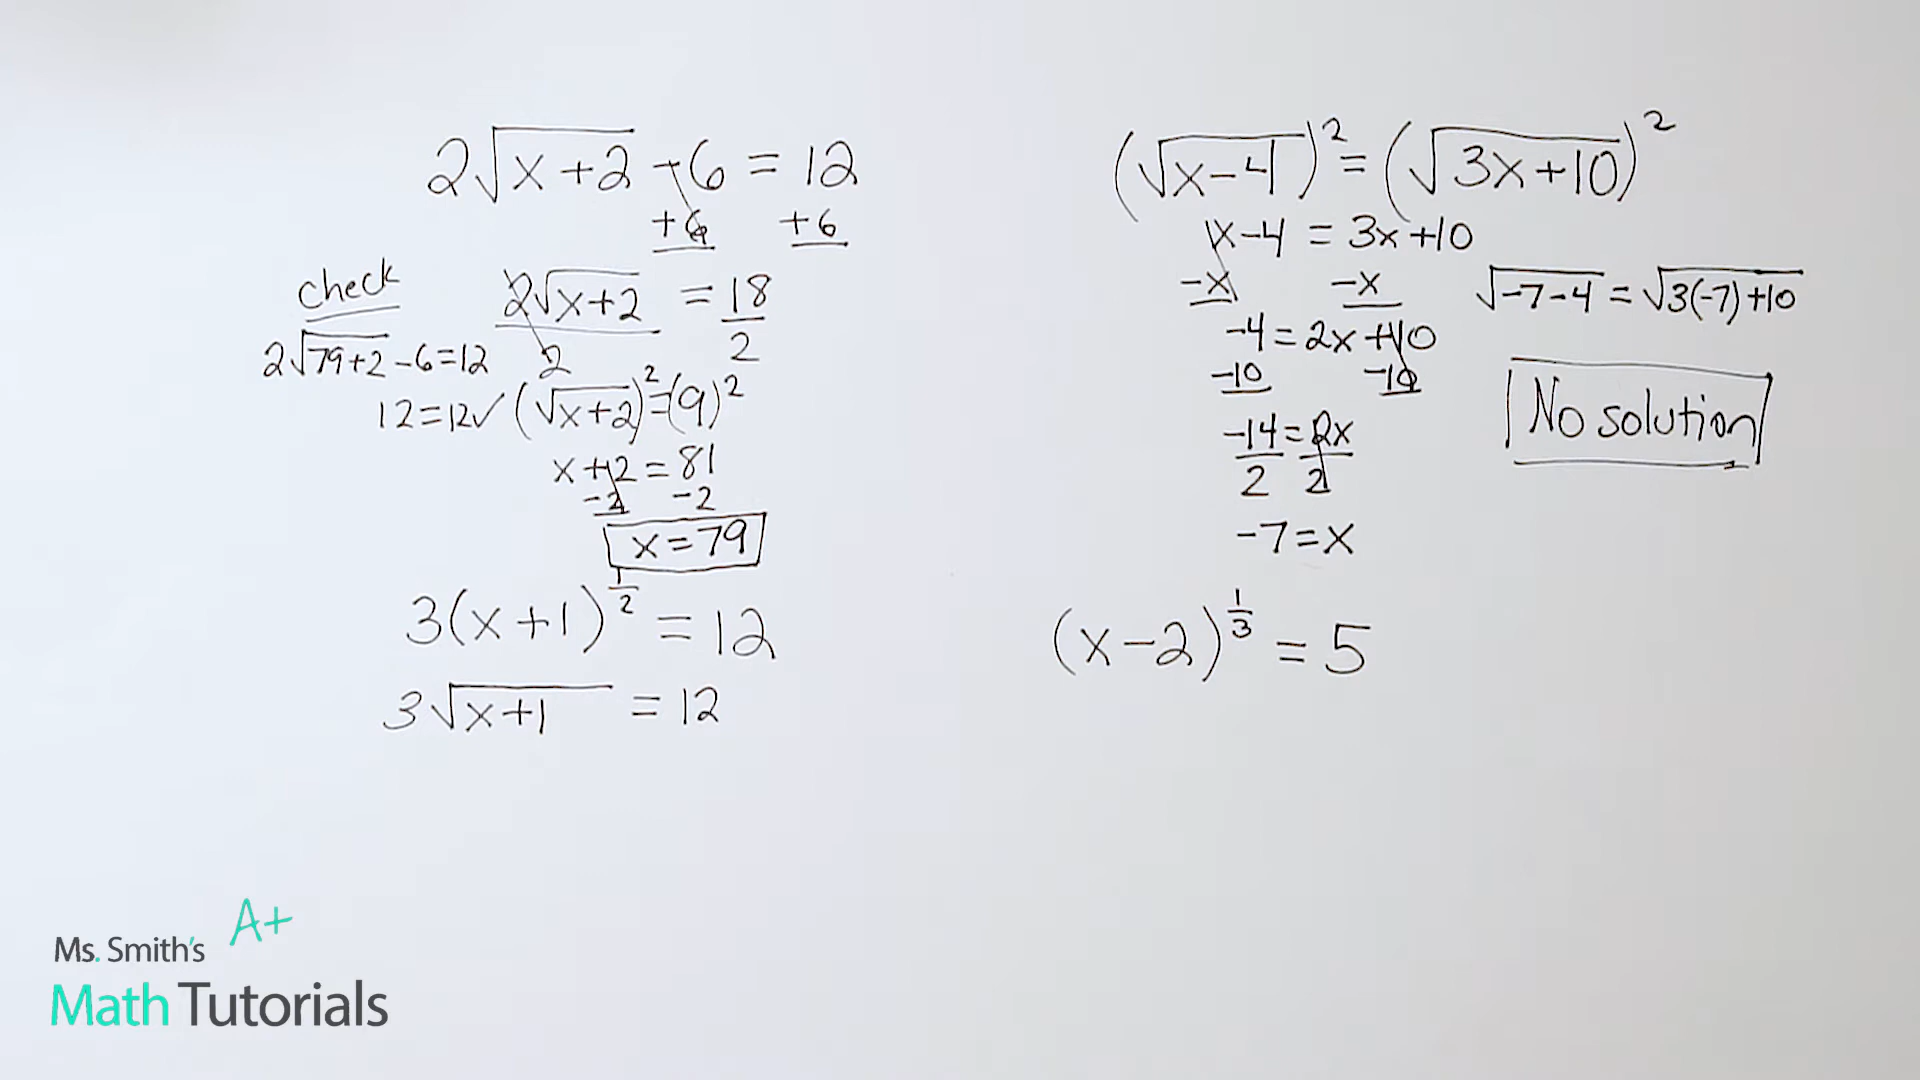 2√x+2 - 6 = 12
+6 +6
2√x+2 = 18
2 2
check
2√79+2 - 6 = 12
12 = 12 ✓
(√x+2)² = (9)²
x + 2 = 81
-2 -2
x = 79
(√x-4)² = (√3x+10)²
x-4 = 3x+10
-x -x
-4 = 2x+10
-10 -10
-14 = 2x
2 2
-7 = x
√-7-4 = √3(-7)+10
No solution
3(x+1)^1/2 = 12
3√x+1 = 12
(x-2)^1/3 = 5
A+
Ms. Smith's
Math Tutorials